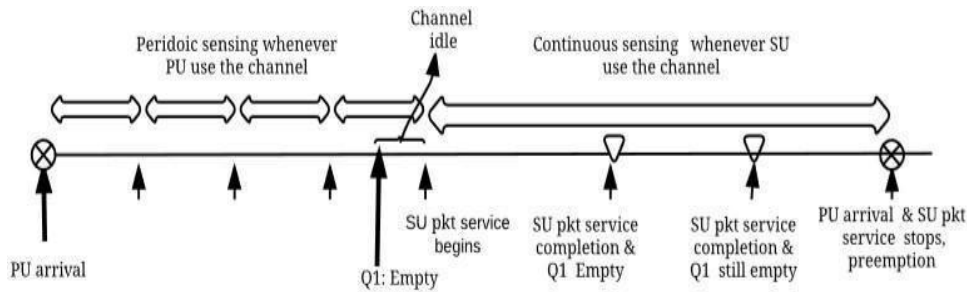 Channel
idle
Peridoic sensing whenever
PU use the channel
Continuous sensing whenever SU
use the channel
PU arrival
Q1: Empty
SU pkt service
begins
SU pkt service
completion &
Q1 Empty
SU pkt service
completion &
Q1 still empty
PU arrival & SU pkt
service stops,
preemption